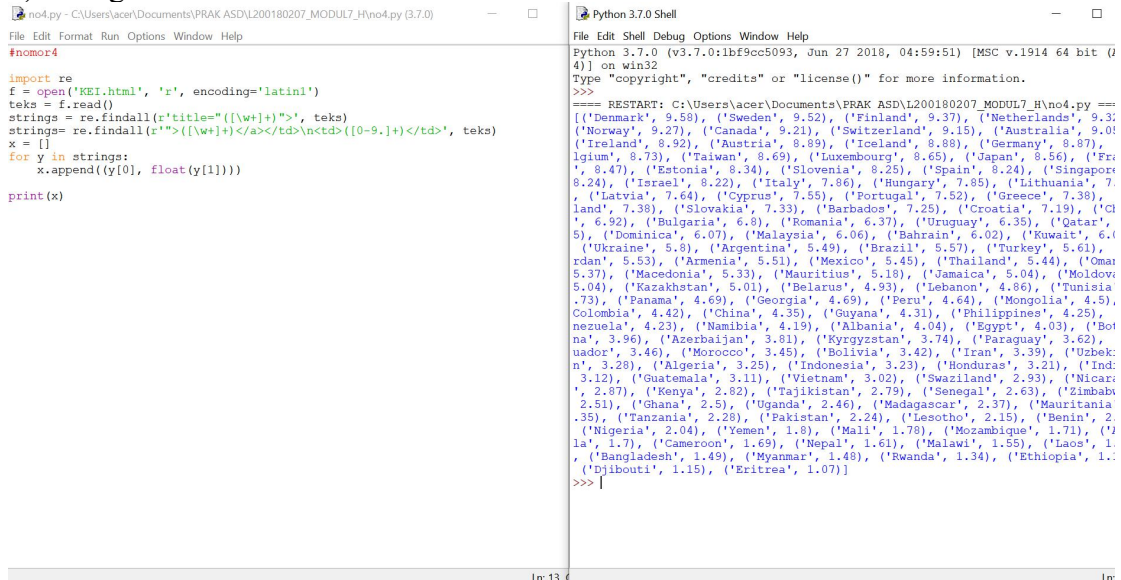 no4.py - C:\Users\acer\Documents\PRAK ASD\L200180207_MODUL7_H\no4.py (3.7.0)
File Edit Format Run Options Window Help
#nomor4
import re
f = open('KEI.html', 'r', encoding='latin1')
teks = f.read()
strings = re.findall(r'title="([\w+]+)">', teks)
strings= re.findall(r'">([\w+]+)</a></td>\n<td>([0-9.]+)</td>', teks)
x = []
for y in strings:
    x.append((y[0], float(y[1])))
print(x)
Ln: 13
Python 3.7.0 Shell
File Edit Shell Debug Options Window Help
Python 3.7.0 (v3.7.0:1bf9cc5093, Jun 27 2018, 04:59:51) [MSC v.1914 64 bit
4)] on win32
Type "copyright", "credits" or "license()" for more information.
>>>
==== RESTART: C:\Users\acer\Documents\PRAK ASD\L200180207_MODUL7_H\no4.py ===
[('Denmark', 9.58), ('Sweden', 9.52), ('Finland', 9.37), ('Netherlands', 9.32
('Norway', 9.27), ('Canada', 9.21), ('Switzerland', 9.15), ('Australia', 9.05
('Ireland', 8.92), ('Austria', 8.89), ('Iceland', 8.88), ('Germany', 8.87),
lgium', 8.73), ('Taiwan', 8.69), ('Luxembourg', 8.65), ('Japan', 8.56), ('Fra
', 8.47), ('Estonia', 8.34), ('Slovenia', 8.25), ('Spain', 8.24), ('Singapore
8.24), ('Israel', 8.22), ('Italy', 7.86), ('Hungary', 7.85), ('Lithuania', 7.
, ('Latvia', 7.64), ('Cyprus', 7.55), ('Portugal', 7.52), ('Greece', 7.38),
land', 7.38), ('Slovakia', 7.33), ('Barbados', 7.25), ('Croatia', 7.19), ('Ch
', 6.92), ('Bulgaria', 6.8), ('Romania', 6.37), ('Uruguay', 6.35), ('Qatar',
5), ('Dominica', 6.07), ('Malaysia', 6.06), ('Bahrain', 6.02), ('Kuwait', 6.0
('Ukraine', 5.8), ('Argentina', 5.49), ('Brazil', 5.57), ('Turkey', 5.61),
rdan', 5.53), ('Armenia', 5.51), ('Mexico', 5.45), ('Thailand', 5.44), ('Oman
5.37), ('Macedonia', 5.33), ('Mauritius', 5.18), ('Jamaica', 5.04), ('Moldova
5.04), ('Kazakhstan', 5.01), ('Belarus', 4.93), ('Lebanon', 4.86), ('Tunisia'
.73), ('Panama', 4.69), ('Georgia', 4.69), ('Peru', 4.64), ('Mongolia', 4.5),
Colombia', 4.42), ('China', 4.35), ('Guyana', 4.31), ('Philippines', 4.25),
nezuela', 4.23), ('Namibia', 4.19), ('Albania', 4.04), ('Egypt', 4.03), ('Bot
na', 3.96), ('Azerbaijan', 3.81), ('Kyrgyzstan', 3.74), ('Paraguay', 3.62),
uador', 3.46), ('Morocco', 3.45), ('Bolivia', 3.42), ('Iran', 3.39), ('Uzbeki
n', 3.28), ('Algeria', 3.25), ('Indonesia', 3.23), ('Honduras', 3.21), ('Indi
3.12), ('Guatemala', 3.11), ('Vietnam', 3.02), ('Swaziland', 2.93), ('Nicara
', 2.87), ('Kenya', 2.82), ('Tajikistan', 2.79), ('Senegal', 2.63), ('Zimbabw
2.51), ('Ghana', 2.5), ('Uganda', 2.46), ('Madagascar', 2.37), ('Mauritania'
.35), ('Tanzania', 2.28), ('Pakistan', 2.24), ('Lesotho', 2.15), ('Benin', 2.
('Nigeria', 2.04), ('Yemen', 1.8), ('Mali', 1.78), ('Mozambique', 1.71), ('A
la', 1.7), ('Cameroon', 1.69), ('Nepal', 1.61), ('Malawi', 1.55), ('Laos', 1.
, ('Bangladesh', 1.49), ('Myanmar', 1.48), ('Rwanda', 1.34), ('Ethiopia', 1.
('Djibouti', 1.15), ('Eritrea', 1.07)]
>>>
Ln: